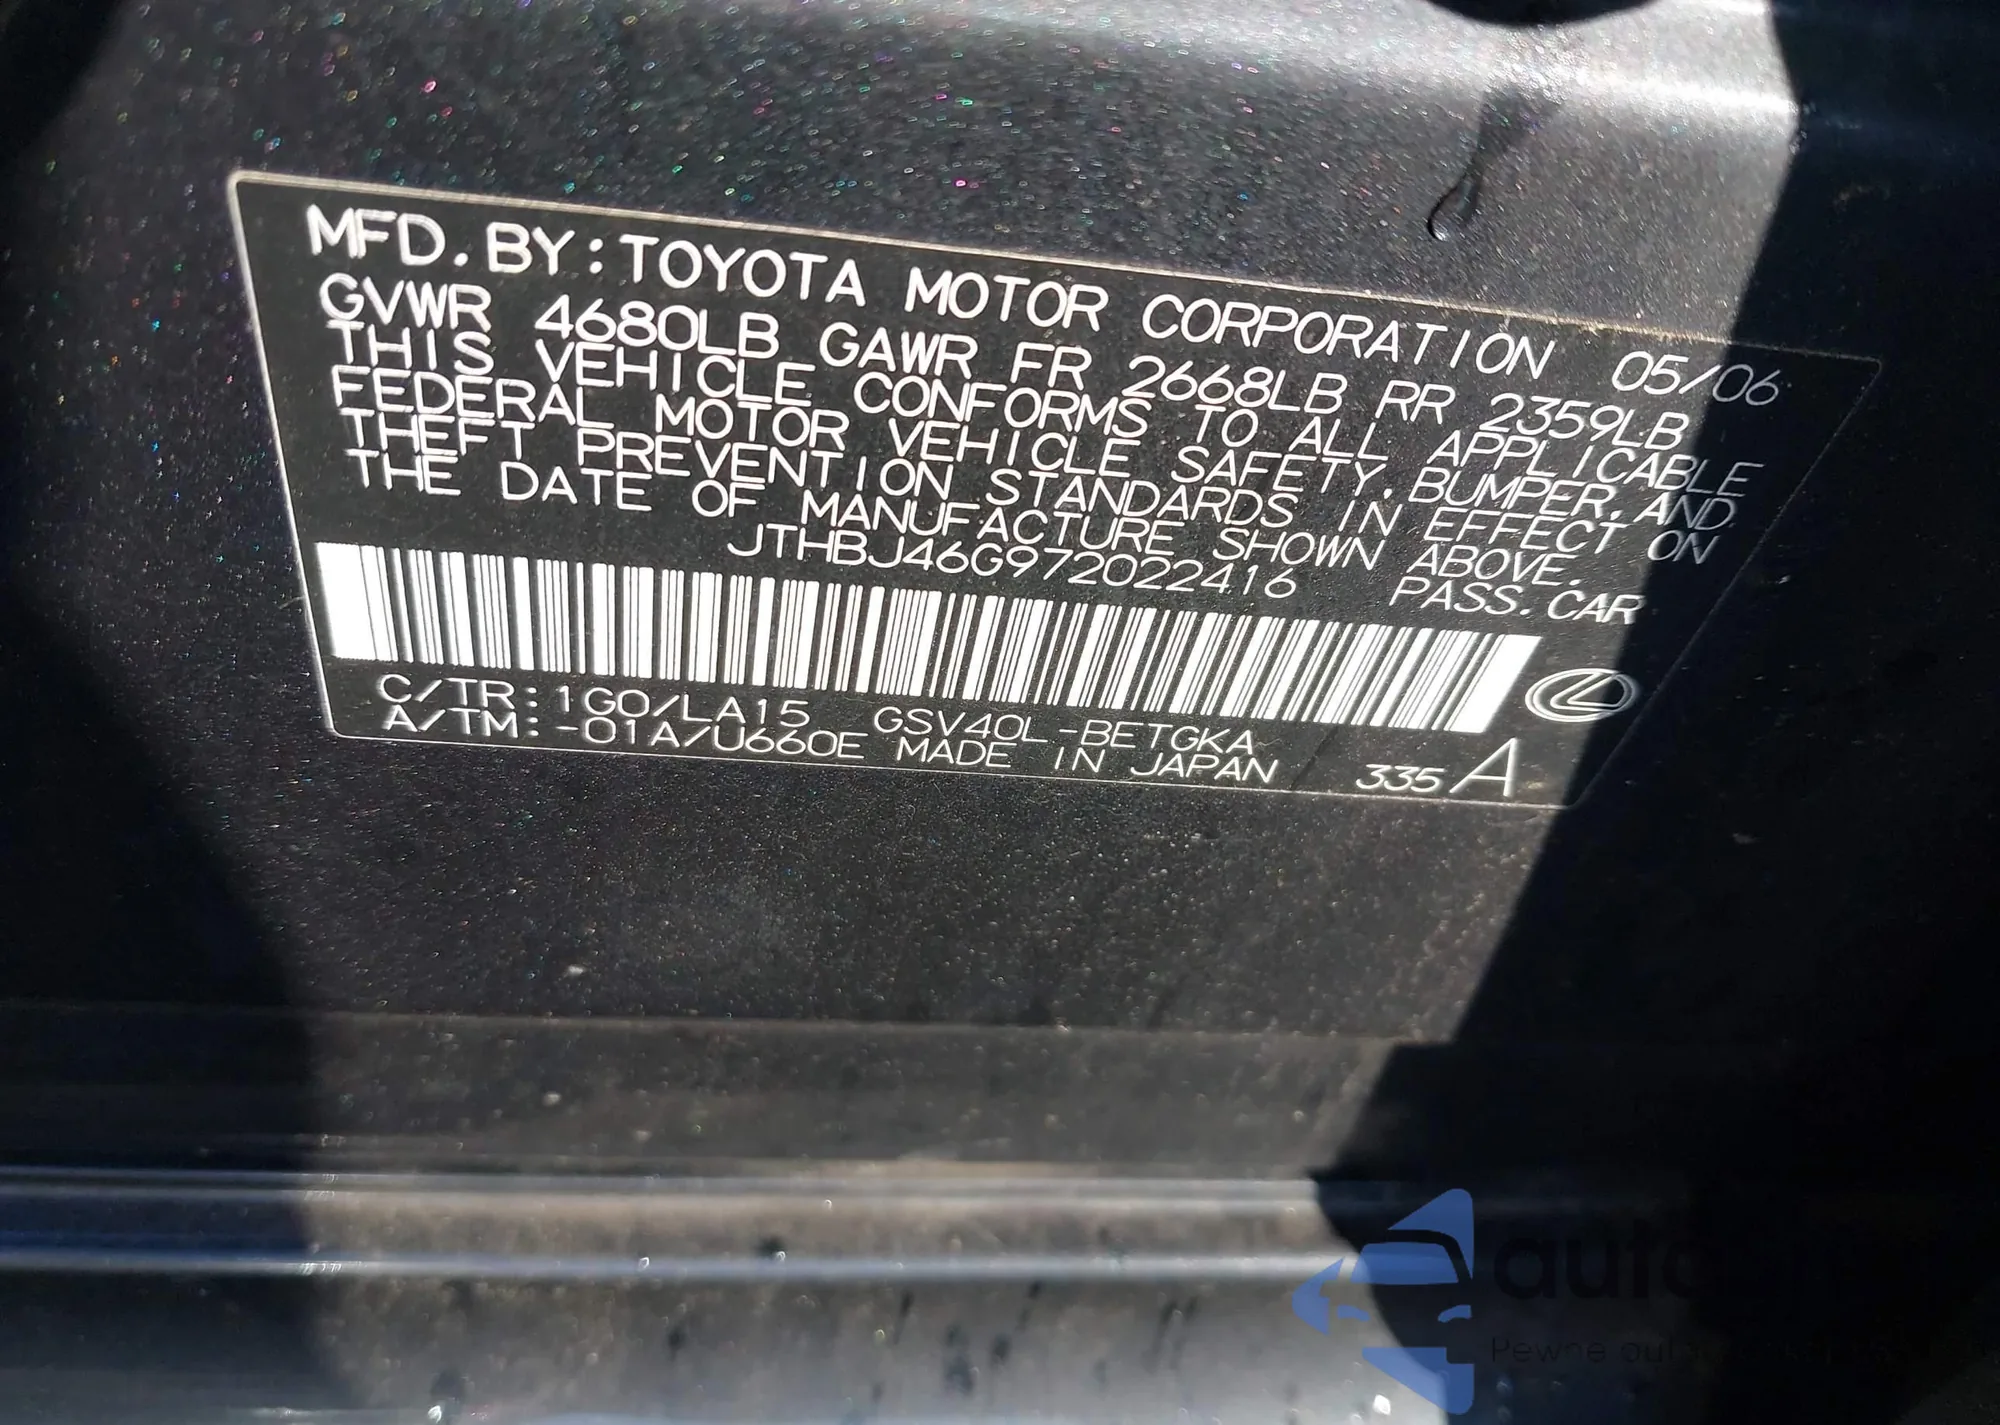 MFD. BY: TOYOTA MOTOR CORPORATION 05/06
GVWR 4680LB GAWR FR 2668LB RR 2359LB
THIS VEHICLE CONFORMS TO ALL APPLICABLE
FEDERAL MOTOR VEHICLE SAFETY, BUMPER, AND
THEFT PREVENTION STANDARDS IN EFFECT ON
THE DATE OF MANUFACTURE SHOWN ABOVE.
JTHBJ46G972022416 PASS. CAR
C/TR: 1G0/LA15 GSV40L-BETGKA
A/TM: -01A/U660E MADE IN JAPAN 335 A
Pewne